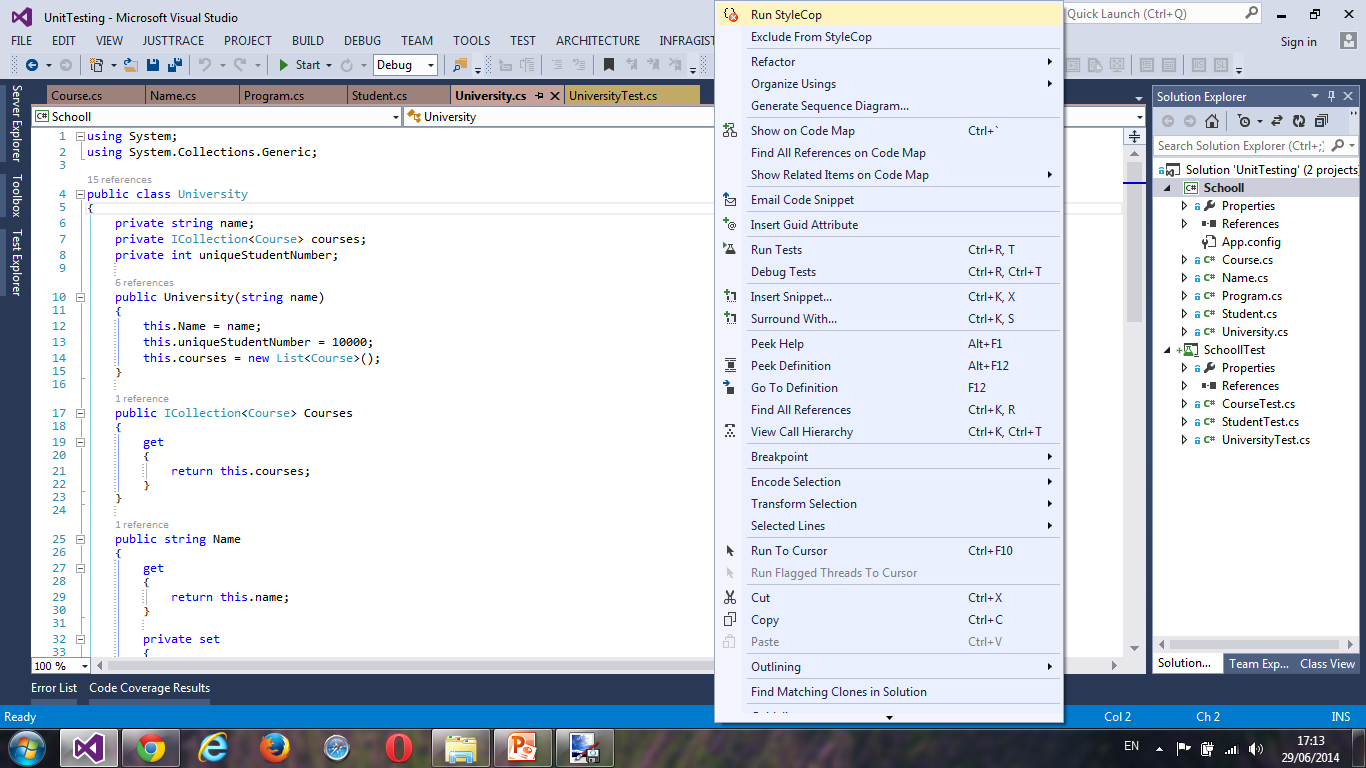 UnitTesting - Microsoft Visual Studio
Quick Launch (Ctrl+Q)
FILE EDIT VIEW JUSTTRACE PROJECT BUILD DEBUG TEAM TOOLS TEST ARCHITECTURE INFRAGIST
Sign in
Start Debug
Server Explorer
Toolbox
Test Explorer
Course.cs Name.cs Program.cs Student.cs University.cs UniversityTest.cs
Schooll University
1 using System;
2 using System.Collections.Generic;
3
15 references
4 public class University
5 {
6 private string name;
7 private ICollection<Course> courses;
8 private int uniqueStudentNumber;
9
6 references
10 public University(string name)
11 {
12 this.Name = name;
13 this.uniqueStudentNumber = 10000;
14 this.courses = new List<Course>();
15 }
16
1 reference
17 public ICollection<Course> Courses
18 {
19 get
20 {
21 return this.courses;
22 }
23 }
24
1 reference
25 public string Name
26 {
27 get
28 {
29 return this.name;
30 }
31
32 private set
33 {
100 %
Error List Code Coverage Results
Ready
Run StyleCop
Exclude From StyleCop
Refactor
Organize Usings
Generate Sequence Diagram...
Show on Code Map Ctrl+`
Find All References on Code Map
Show Related Items on Code Map
Email Code Snippet
Insert Guid Attribute
Run Tests Ctrl+R, T
Debug Tests Ctrl+R, Ctrl+T
Insert Snippet... Ctrl+K, X
Surround With... Ctrl+K, S
Peek Help Alt+F1
Peek Definition Alt+F12
Go To Definition F12
Find All References Ctrl+K, R
View Call Hierarchy Ctrl+K, Ctrl+T
Breakpoint
Encode Selection
Transform Selection
Selected Lines
Run To Cursor Ctrl+F10
Run Flagged Threads To Cursor
Cut Ctrl+X
Copy Ctrl+C
Paste Ctrl+V
Outlining
Find Matching Clones in Solution
Solution Explorer
Search Solution Explorer (Ctrl+;)
Solution 'UnitTesting' (2 projects
Schooll
Properties
References
App.config
Course.cs
Name.cs
Program.cs
Student.cs
University.cs
SchoollTest
Properties
References
CourseTest.cs
StudentTest.cs
UniversityTest.cs
Solution... Team Exp... Class View
Col 2 Ch 2 INS
EN
17:13
29/06/2014